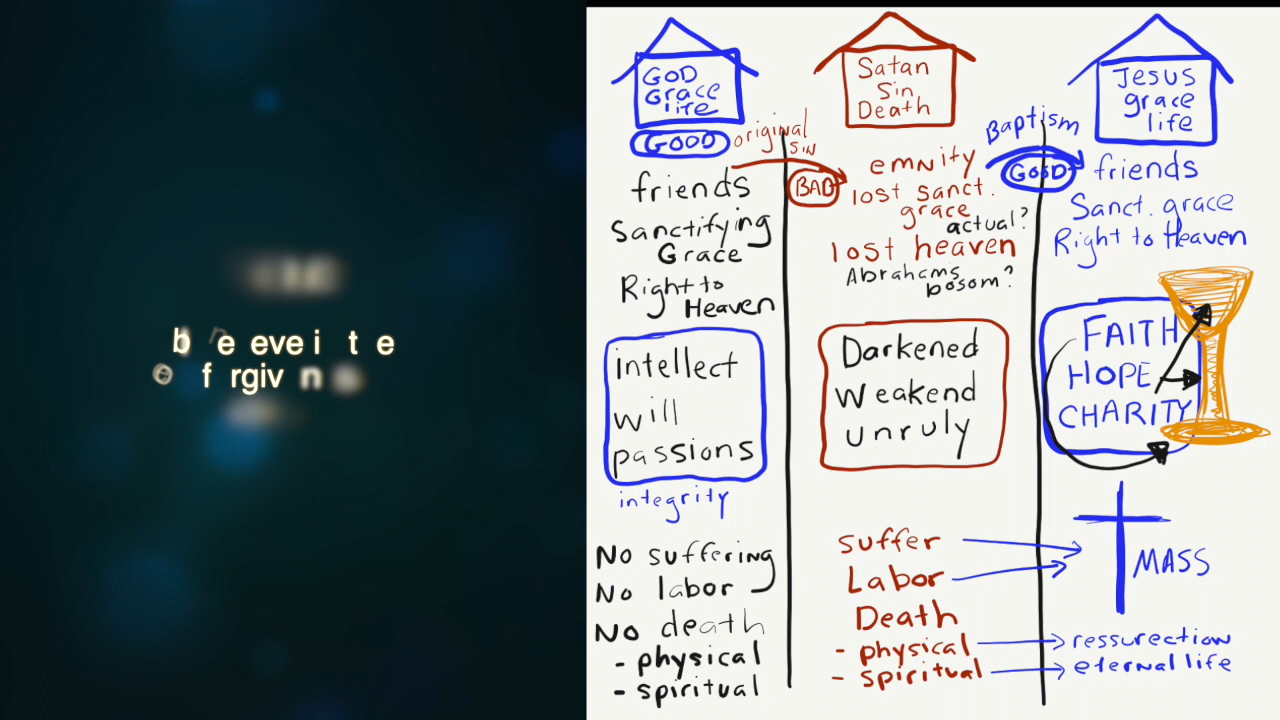 GOD
Grace
life
GOOD
friends
Sanctifying
Grace
Right to
Heaven
intellect
will
passions
integrity
No suffering
No labor
No death
- physical
- spiritual
original
sin
BAD
Satan
Sin
Death
emnity
lost sanct.
grace
actual?
lost heaven
Abrahams
bosom?
Darkened
Weakend
unruly
suffer
Labor
Death
- physical
- spiritual
Baptism
GOOD
Jesus
grace
life
friends
Sanct. grace
Right to Heaven
FAITH
HOPE
CHARITY
MASS
ressurection
eternal life